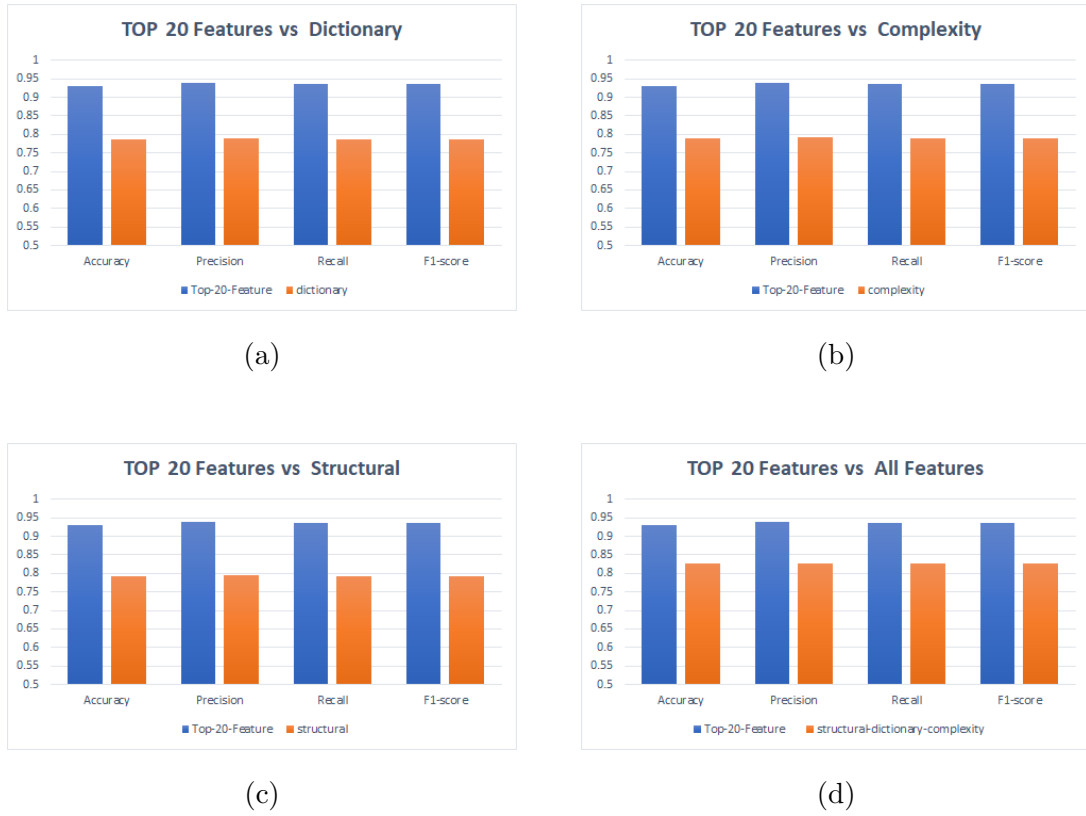 TOP 20 Features vs Dictionary
1
0.95
0.9
0.85
0.8
0.75
0.7
0.65
0.6
0.55
0.5
Accuracy Precision Recall F1-score
Top-20-Feature dictionary
(a)
TOP 20 Features vs Complexity
1
0.95
0.9
0.85
0.8
0.75
0.7
0.65
0.6
0.55
0.5
Accuracy Precision Recall F1-score
Top-20-Feature complexity
(b)
TOP 20 Features vs Structural
1
0.95
0.9
0.85
0.8
0.75
0.7
0.65
0.6
0.55
0.5
Accuracy Precision Recall F1-score
Top-20-Feature structural
(c)
TOP 20 Features vs All Features
1
0.95
0.9
0.85
0.8
0.75
0.7
0.65
0.6
0.55
0.5
Accuracy Precision Recall F1-score
Top-20-Feature structural-dictionary-complexity
(d)